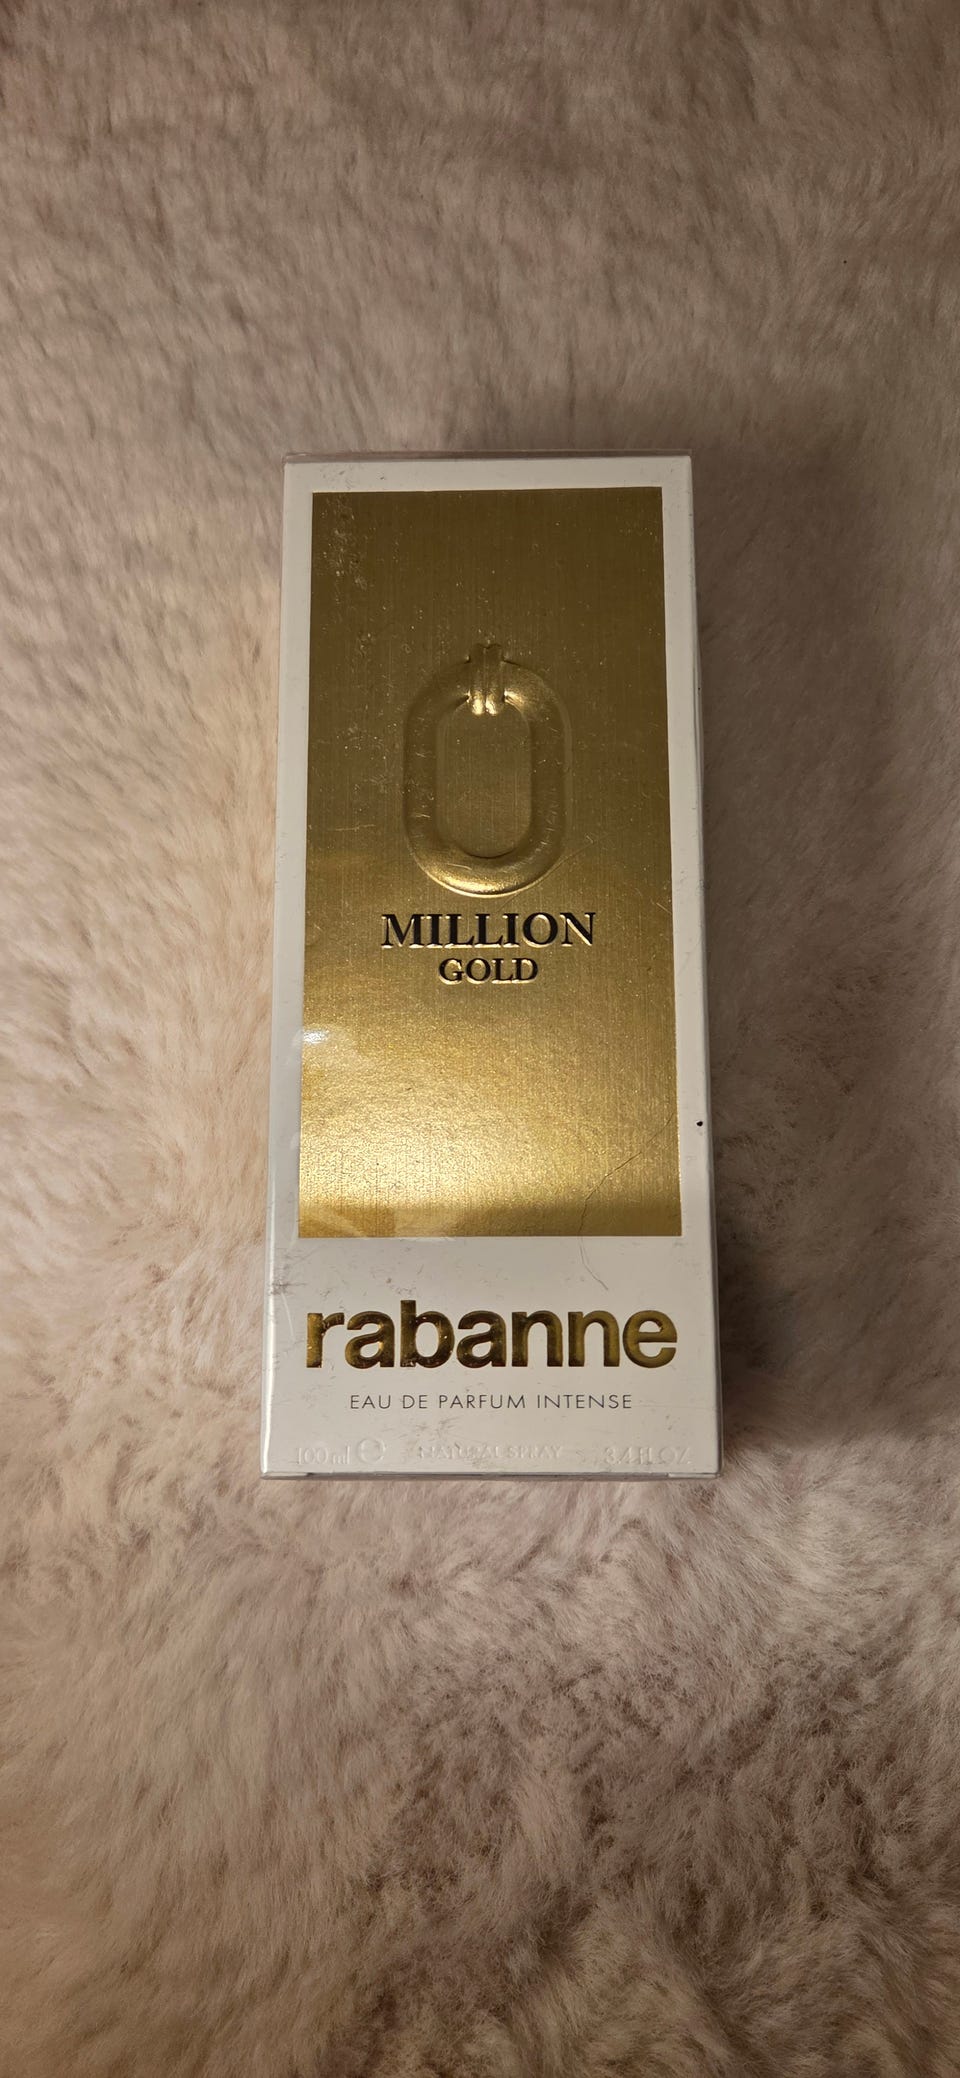 MILLION
GOLD
rabanne
EAU DE PARFUM INTENSE
100 ml ℮ NATURAL SPRAY 3.4 FL OZ